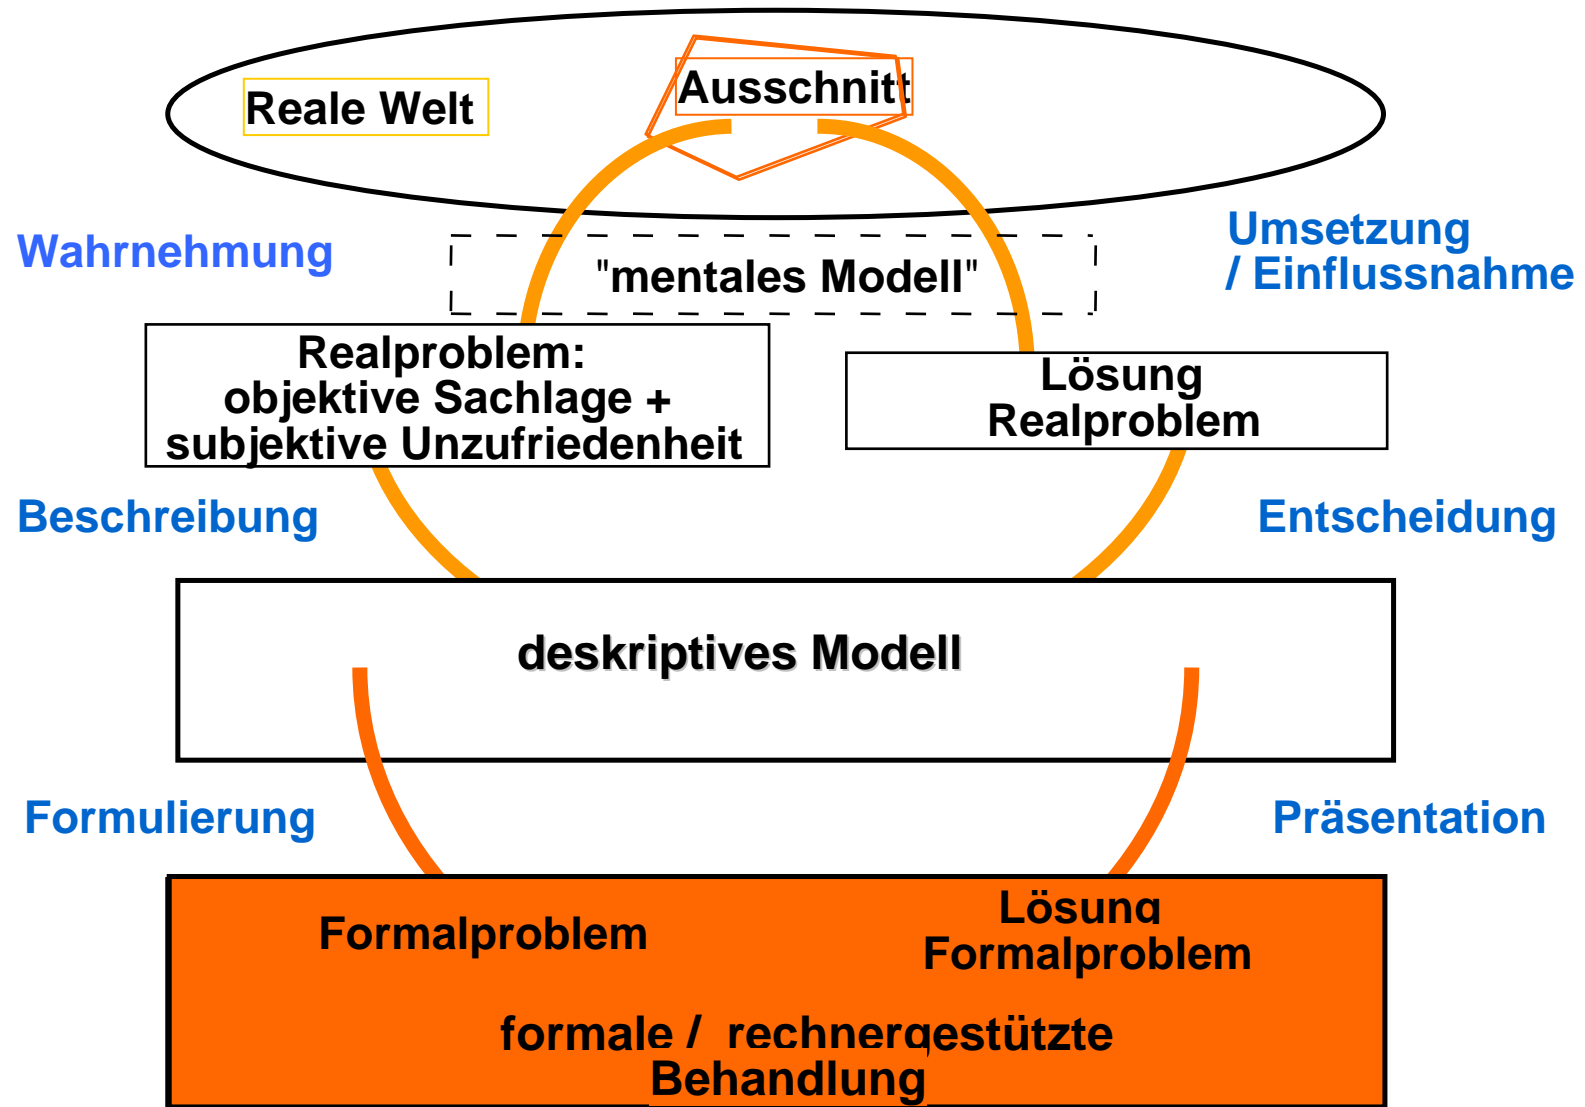 Ausschnitt
Reale Welt
Wahrnehmung
"mentales Modell"
Umsetzung
/ Einflussnahme
Realproblem:
objektive Sachlage +
subjektive Unzufriedenheit
Lösung
Realproblem
Beschreibung
Entscheidung
deskriptives Modell
Formulierung
Präsentation
Formalproblem
Lösung
Formalproblem
formale / rechnergestützte
Behandlung